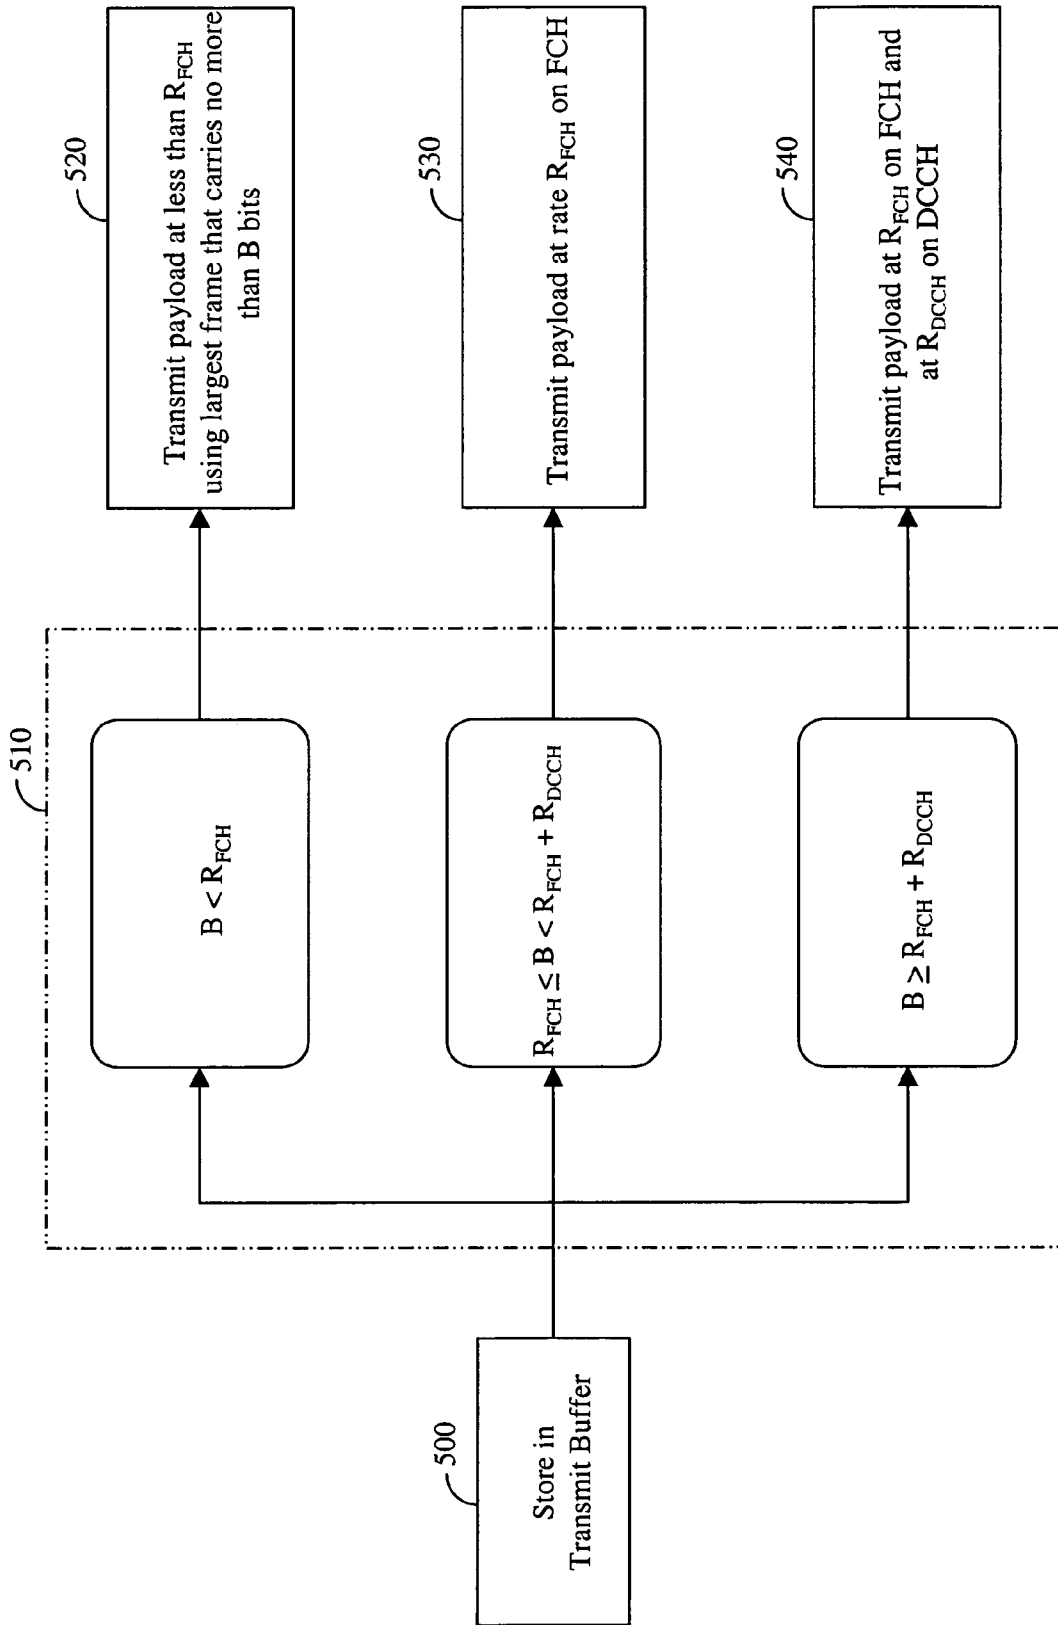 500
Store in
Transmit Buffer
510
B < R_FCH
R_FCH ≤ B < R_FCH + R_DCCH
B ≥ R_FCH + R_DCCH
520
Transmit payload at less than R_FCH
using largest frame that carries no more
than B bits
530
Transmit payload at rate R_FCH on FCH
540
Transmit payload at R_FCH on FCH and
at R_DCCH on DCCH